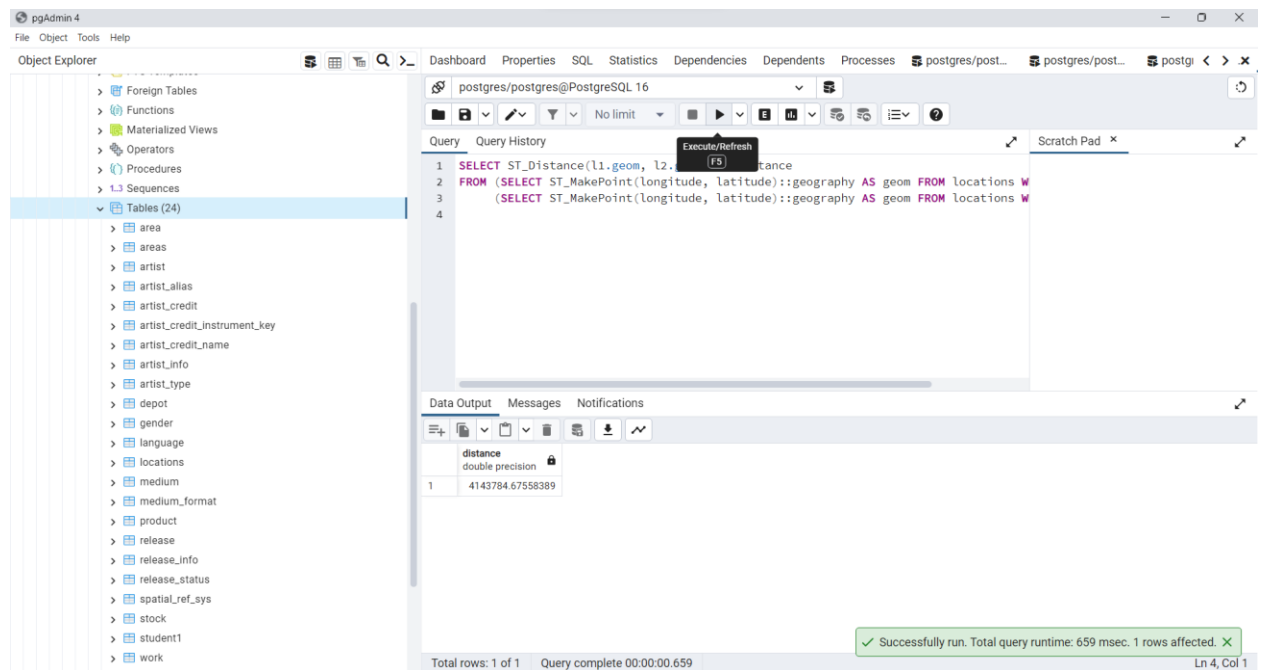 pgAdmin 4
File Object Tools Help
Object Explorer
Dashboard Properties SQL Statistics Dependencies Dependents Processes postgres/post... postgres/post... postgr
Foreign Tables
Functions
Materialized Views
Operators
Procedures
1..3 Sequences
Tables (24)
area
areas
artist
artist_alias
artist_credit
artist_credit_instrument_key
artist_credit_name
artist_info
artist_type
depot
gender
language
locations
medium
medium_format
product
release
release_info
release_status
spatial_ref_sys
stock
student1
work
postgres/postgres@PostgreSQL 16
No limit
E
Query Query History
Execute/Refresh
F5
Scratch Pad
1 SELECT ST_Distance(l1.geom, l2. tance
2 FROM (SELECT ST_MakePoint(longitude, latitude)::geography AS geom FROM locations W
3 (SELECT ST_MakePoint(longitude, latitude)::geography AS geom FROM locations W
4
Data Output Messages Notifications
distance
double precision
1 4143784.67558389
Successfully run. Total query runtime: 659 msec. 1 rows affected.
Total rows: 1 of 1 Query complete 00:00:00.659 Ln 4, Col 1